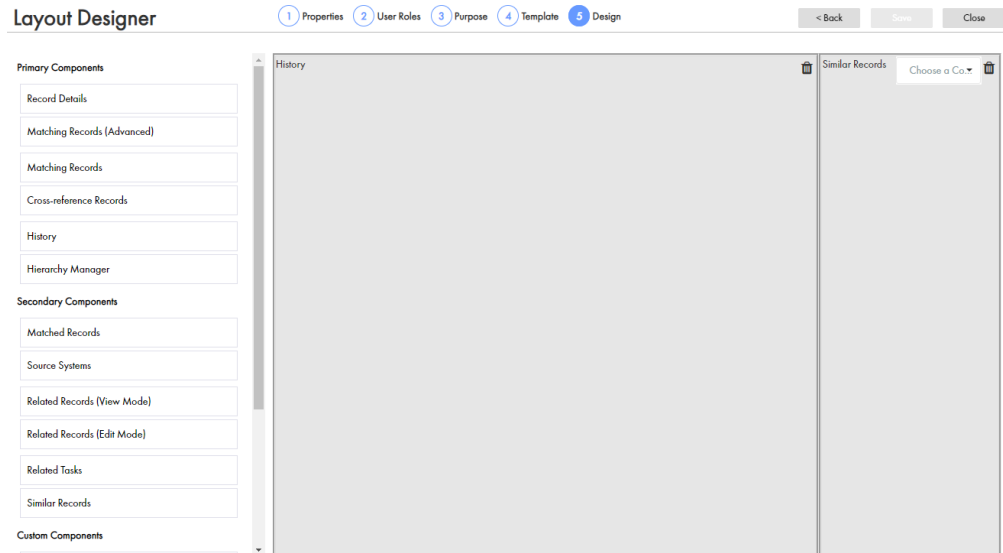 Layout Designer
1 Properties 2 User Roles 3 Purpose 4 Template 5 Design
< Back Save Close
Primary Components
Record Details
Matching Records (Advanced)
Matching Records
Cross-reference Records
History
Hierarchy Manager
Secondary Components
Matched Records
Source Systems
Related Records (View Mode)
Related Records (Edit Mode)
Related Tasks
Similar Records
Custom Components
History
Similar Records Choose a Co...